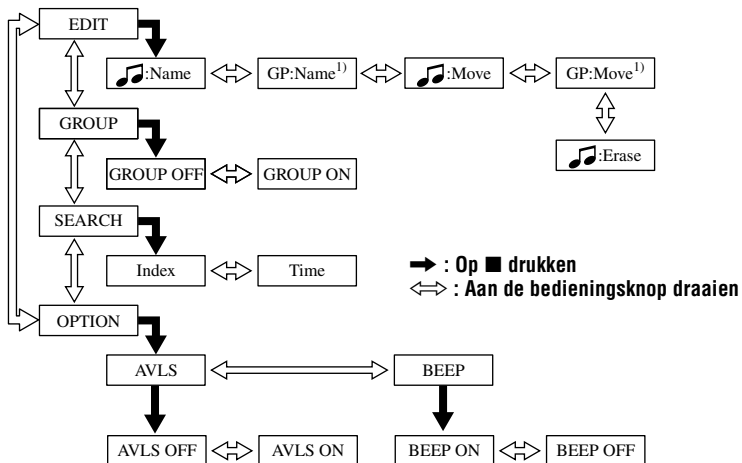 EDIT
♫:Name
GP:Name1)
♫:Move
GP:Move1)
♫:Erase
GROUP
GROUP OFF
GROUP ON
SEARCH
Index
Time
➡ : Op ■ drukken
⇔ : Aan de bedieningsknop draaien
OPTION
AVLS
BEEP
AVLS OFF
AVLS ON
BEEP ON
BEEP OFF